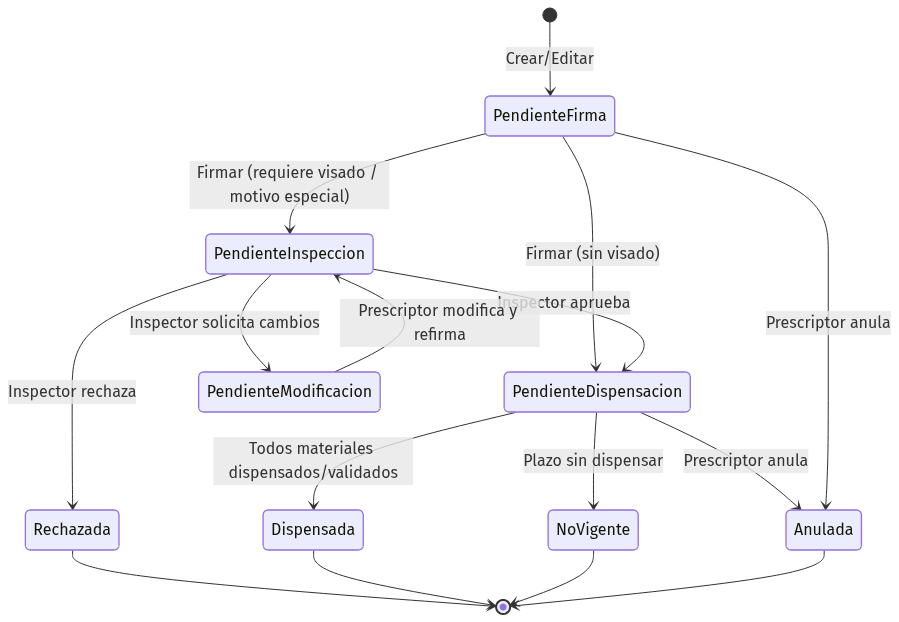 Crear/Editar
PendienteFirma
Firmar (requiere visado /
motivo especial)
PendienteInspeccion
Firmar (sin visado)
Inspector aprueba
Prescriptor modifica y
refirma
Inspector solicita cambios
Prescriptor anula
Inspector rechaza
PendienteModificacion
PendienteDispensacion
Todos materiales
dispensados/validados
Plazo sin dispensar
Prescriptor anula
Rechazada
Dispensada
NoVigente
Anulada